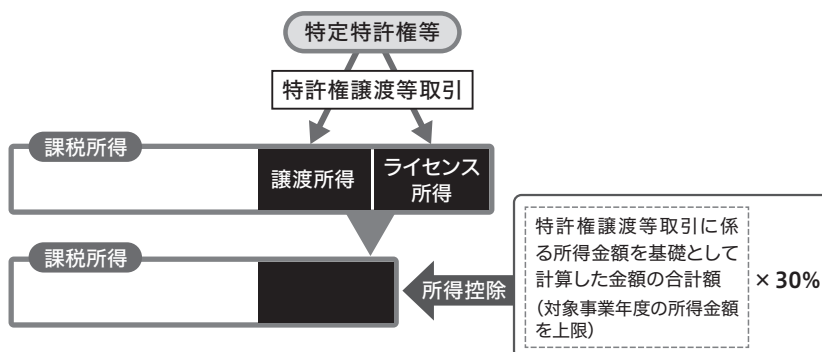 特定特許権等
特許権譲渡等取引
課税所得
譲渡所得
ライセンス
所得
課税所得
所得控除
特許権譲渡等取引に係
る所得金額を基礎として
計算した金額の合計額
（対象事業年度の所得金額
を上限）
×30%